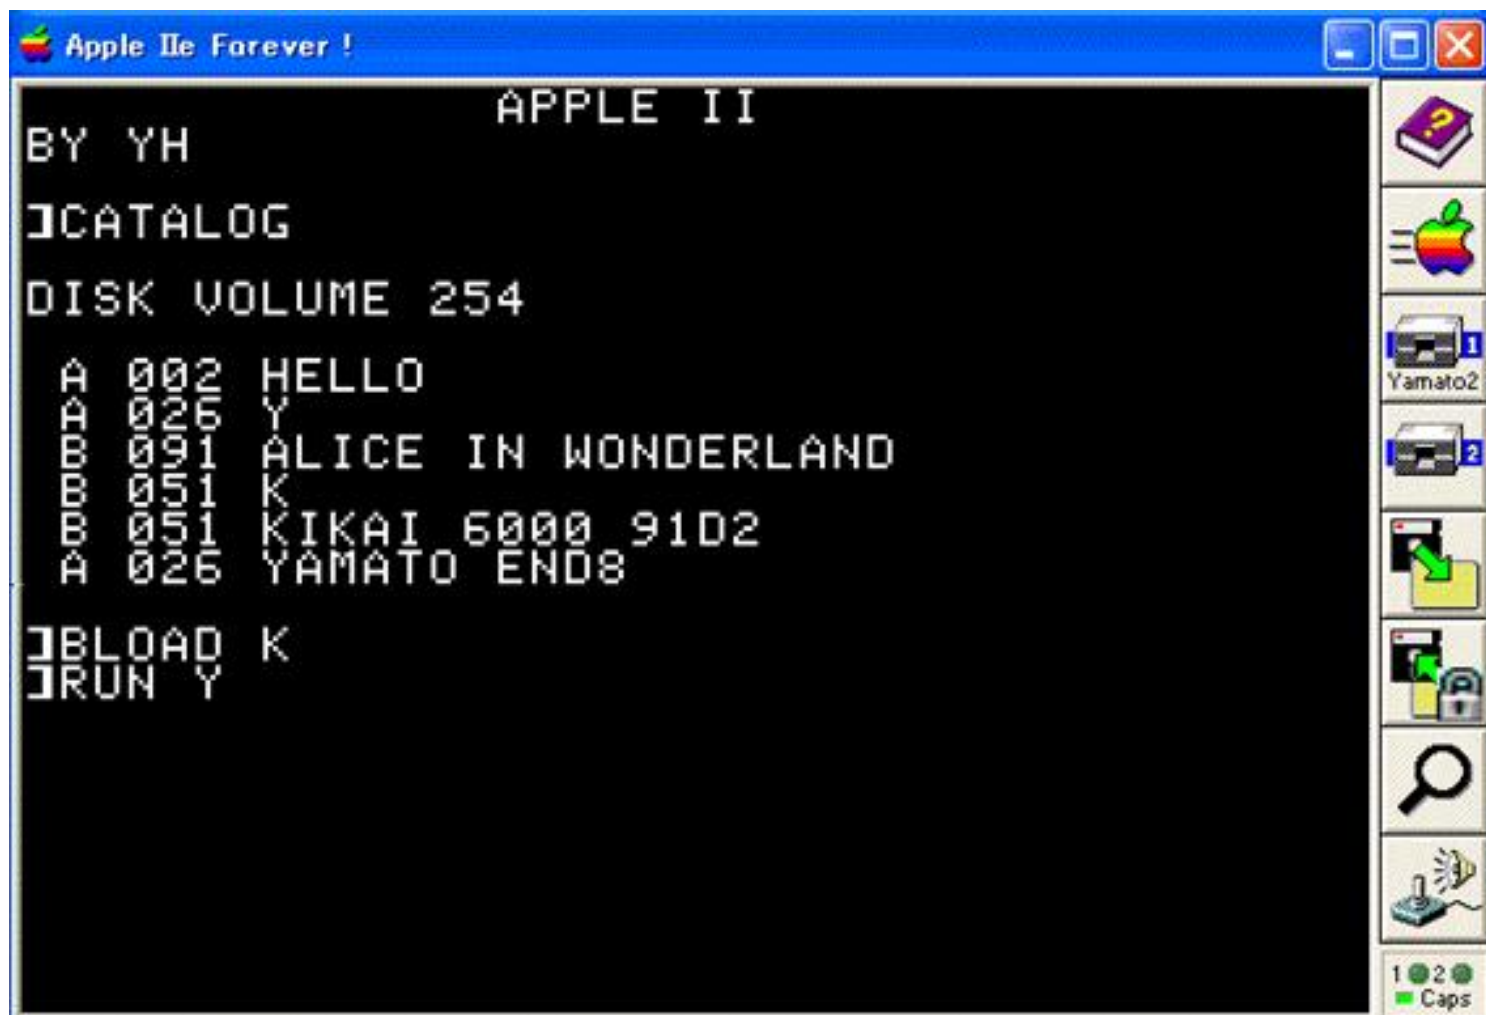 Apple IIe Forever !
APPLE II
BY YH
]CATALOG
DISK VOLUME 254
A 002 HELLO
A 026 Y
B 091 ALICE IN WONDERLAND
B 051 K
B 051 KIKAI 6000 91D2
A 026 YAMATO END8
]BLOAD K
]RUN Y
?
1
Yamato2
2
1 2
Caps